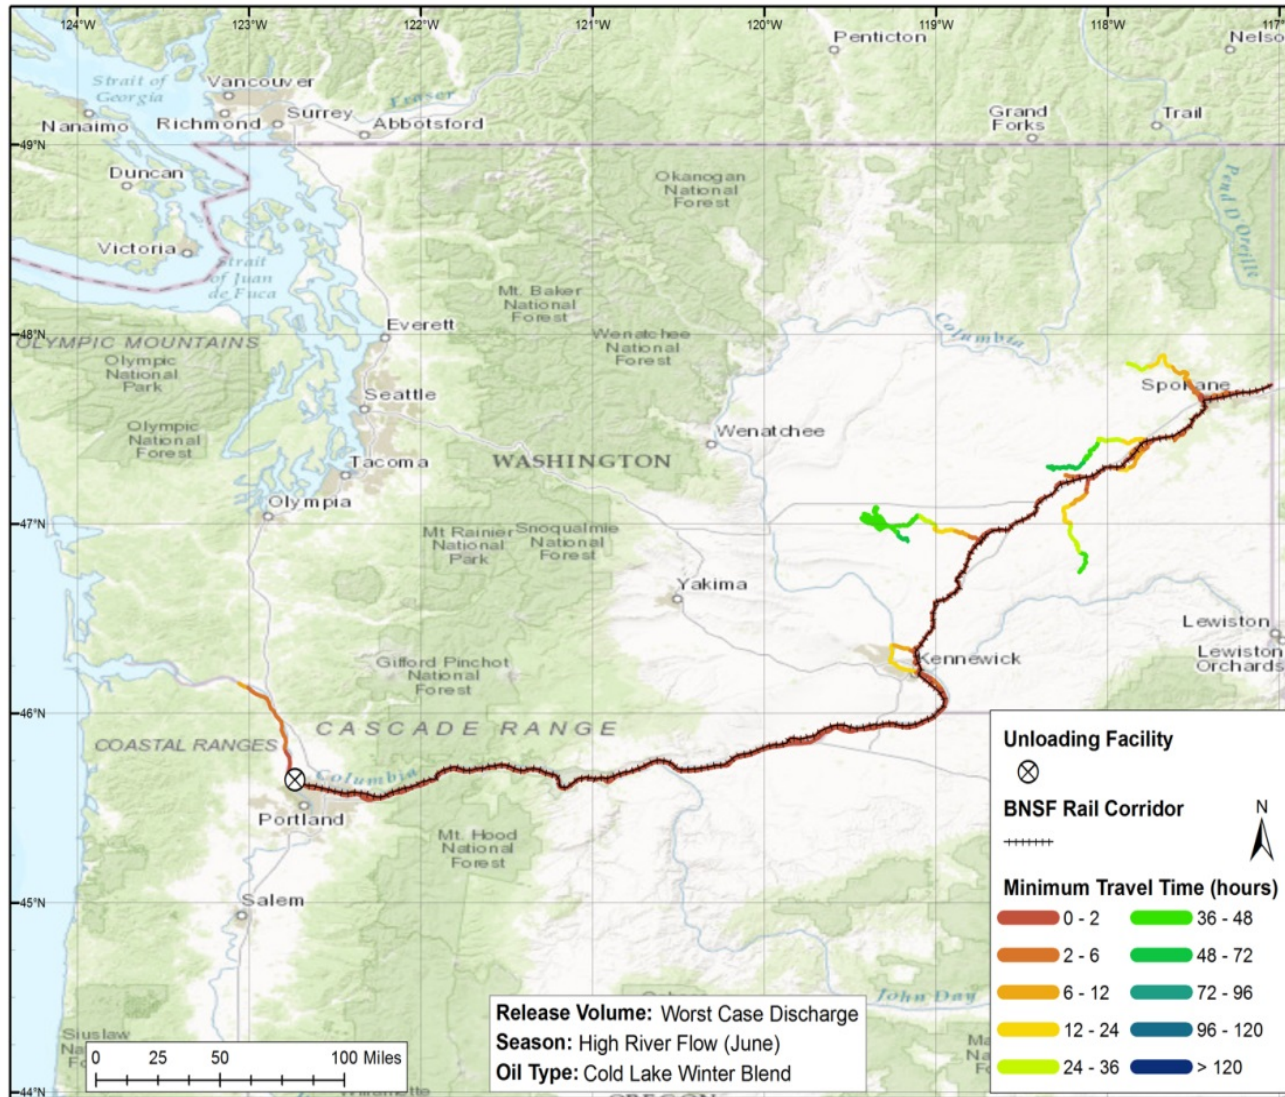 124°W 123°W 122°W 121°W 120°W 119°W 118°W 117°
Penticton
Nelso
Strait of
Georgia
Vancouver
Fraser
Nanaimo
Richmond
Surrey
Abbotsford
Grand
Forks
Trail
49°N
Duncan
Okanogan
National
Forest
Pend D'Oreille
Victoria
Strait
of Juan
de Fuca
Mt. Baker
National
Forest
Everett
Wenatchee
National
Forest
Columbia
48°N
OLYMPIC MOUNTAINS
Olympic
National
Park
Spokane
Seattle
Olympic
National
Forest
Wenatchee
Tacoma
WASHINGTON
Olympia
47°N
Mt Rainier
National
Park
Snoqualmie
National
Forest
Yakima
Lewiston
Lewiston
Orchards
Gifford Pinchot
National
Forest
Kennewick
46°N
CASCADE RANGE
COASTAL RANGES
Columbia
Portland
Mt. Hood
National
Forest
45°N
Salem
John Day
Siuslaw
44°N
OREGON
0 25 50 100 Miles
Release Volume: Worst Case Discharge
Season: High River Flow (June)
Oil Type: Cold Lake Winter Blend
Unloading Facility
BNSF Rail Corridor
N
Minimum Travel Time (hours)
0 - 2 36 - 48
2 - 6 48 - 72
6 - 12 72 - 96
12 - 24 96 - 120
24 - 36 > 120